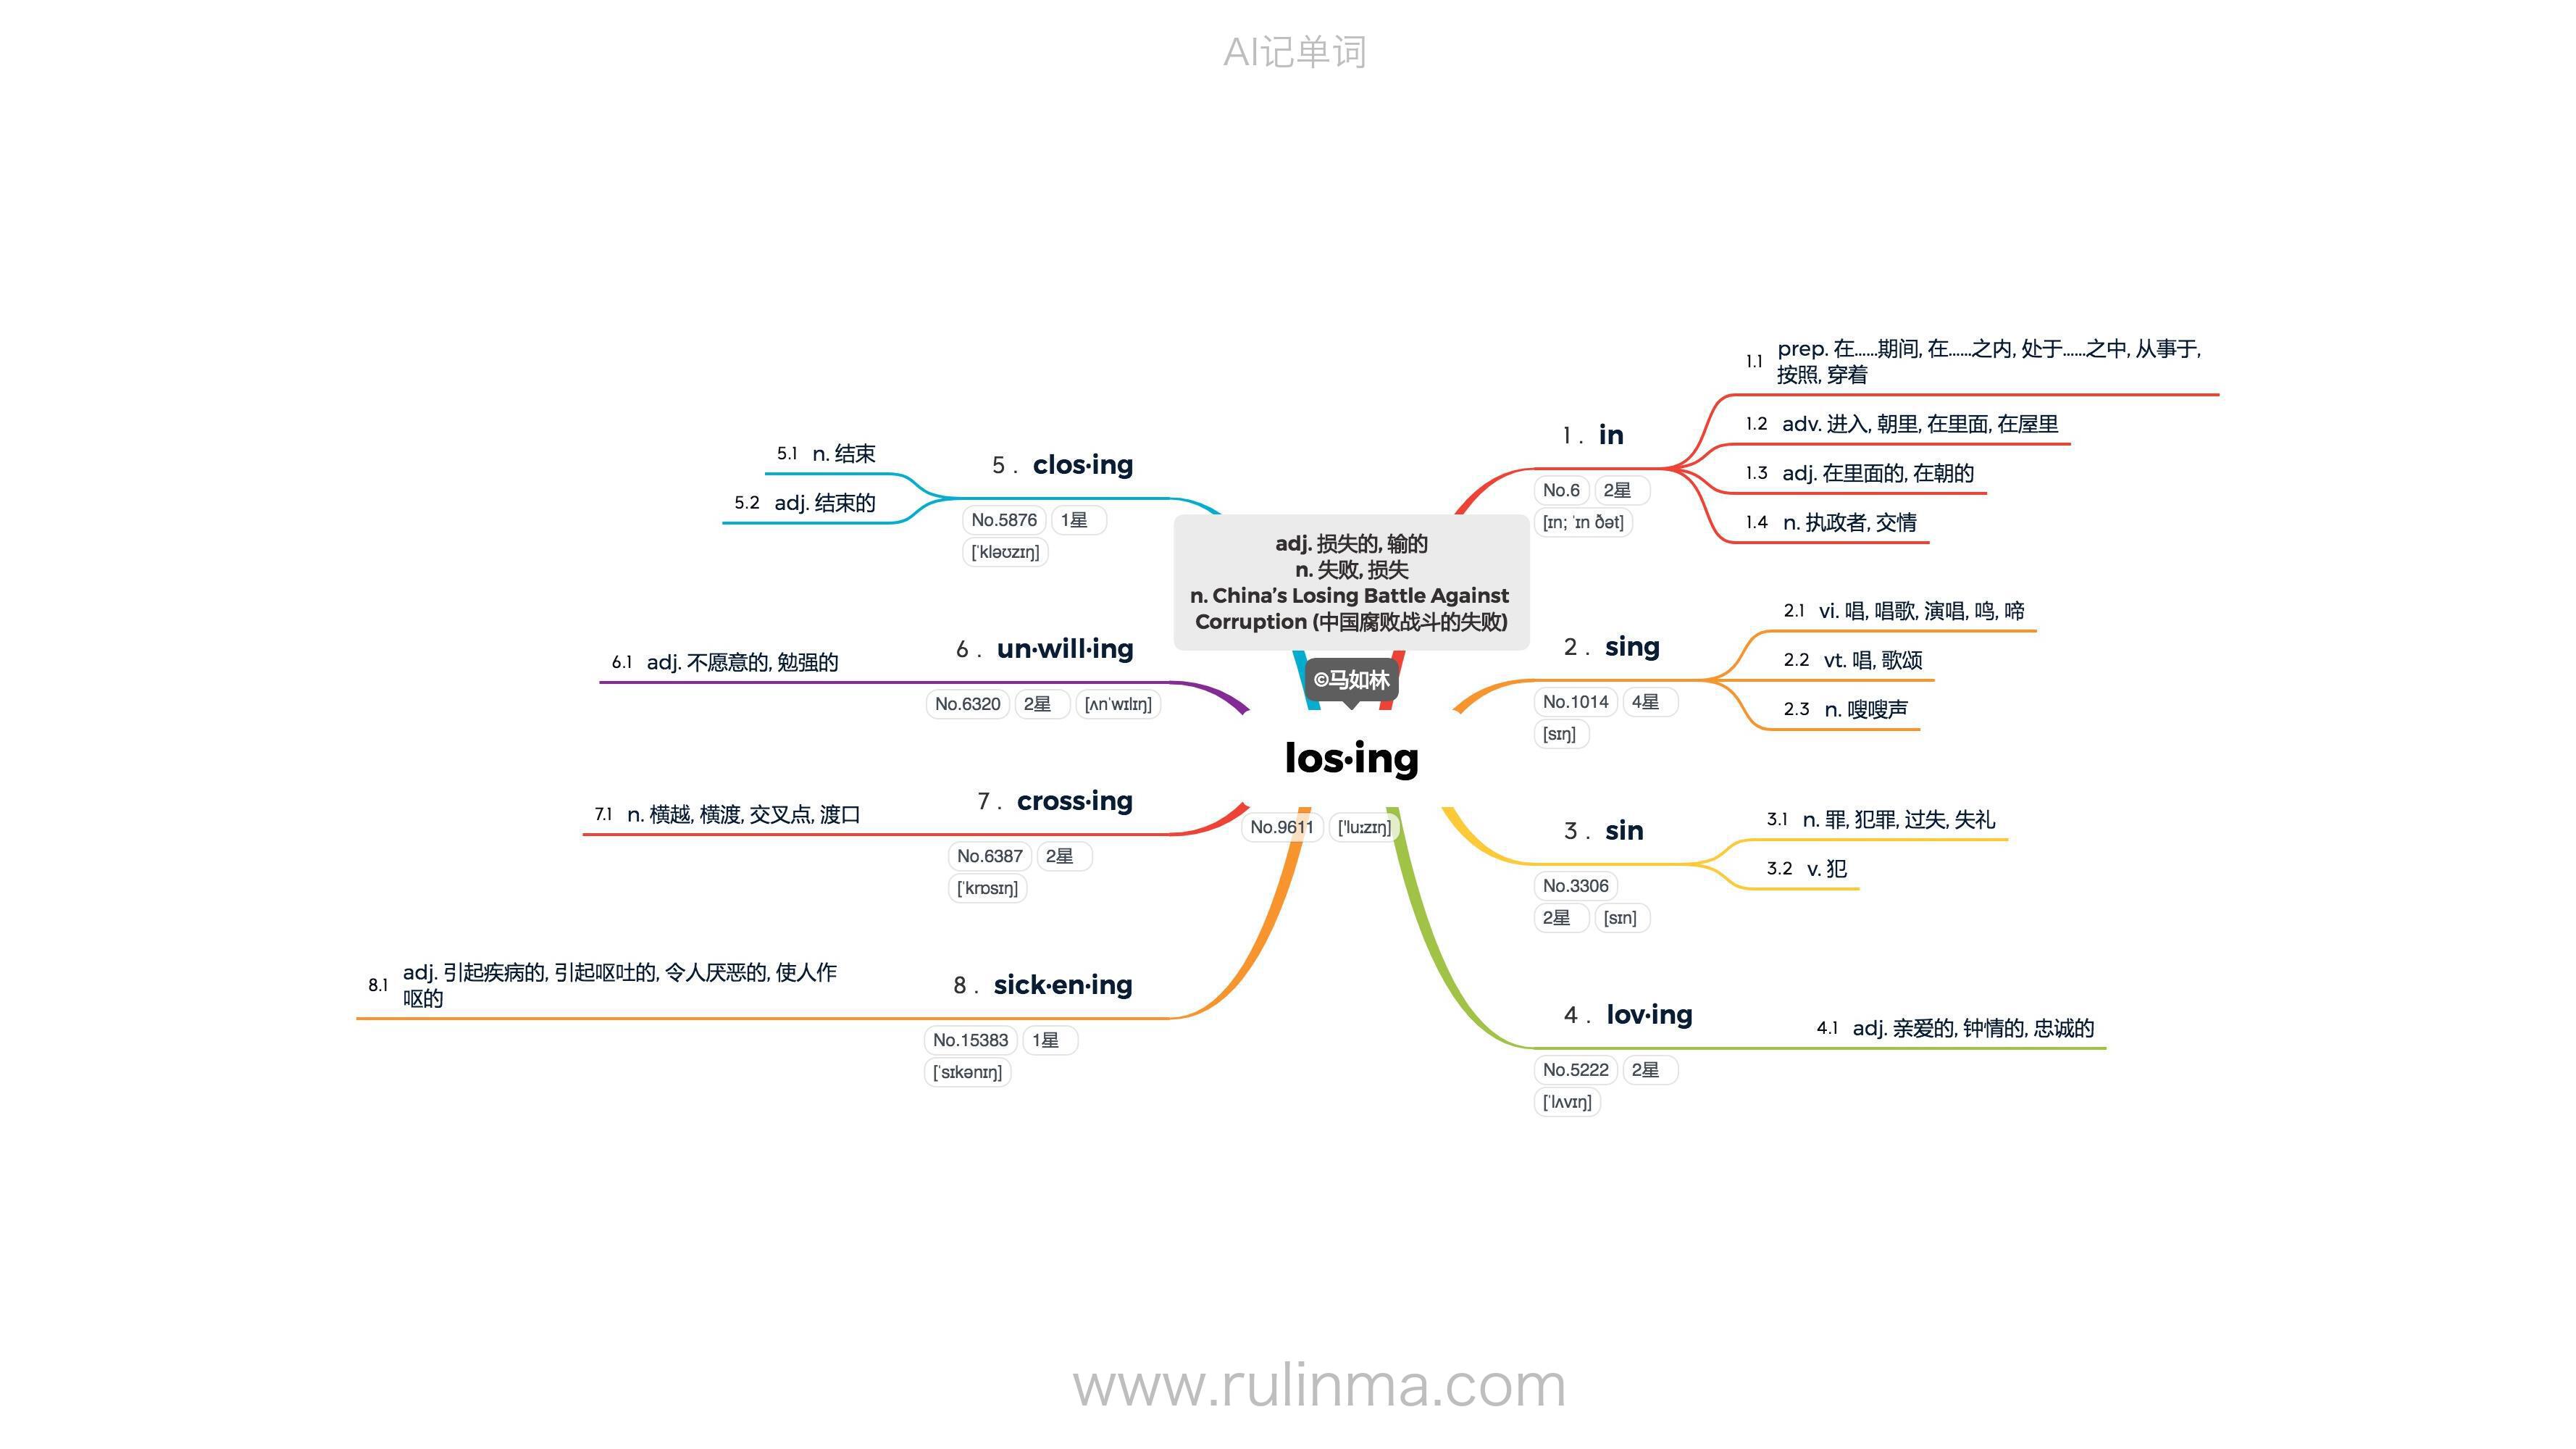 AI记单词
adj. 损失的, 输的
n. 失败, 损失
n. China’s Losing Battle Against
Corruption (中国腐败战斗的失败)
©马如林
los·ing
No.9611 ['luːzɪŋ]
1 . in
No.6 2星
[ɪn; ˈɪn ðət]
1.1 prep. 在……期间, 在……之内, 处于……之中, 从事于,
按照, 穿着
1.2 adv. 进入, 朝里, 在里面, 在屋里
1.3 adj. 在里面的, 在朝的
1.4 n. 执政者, 交情
2 . sing
No.1014 4星
[sɪŋ]
2.1 vi. 唱, 唱歌, 演唱, 鸣, 啼
2.2 vt. 唱, 歌颂
2.3 n. 嗖嗖声
3 . sin
No.3306
2星 [sɪn]
3.1 n. 罪, 犯罪, 过失, 失礼
3.2 v. 犯
4 . lov·ing
No.5222 2星
[ˈlʌvɪŋ]
4.1 adj. 亲爱的, 钟情的, 忠诚的
5 . clos·ing
No.5876 1星
[ˈkləʊzɪŋ]
5.1 n. 结束
5.2 adj. 结束的
6 . un·will·ing
No.6320 2星 [ʌnˈwɪlɪŋ]
6.1 adj. 不愿意的, 勉强的
7 . cross·ing
No.6387 2星
[ˈkrɒsɪŋ]
7.1 n. 横越, 横渡, 交叉点, 渡口
8 . sick·en·ing
No.15383 1星
[ˈsɪkənɪŋ]
8.1 adj. 引起疾病的, 引起呕吐的, 令人厌恶的, 使人作
呕的
www.rulinma.com